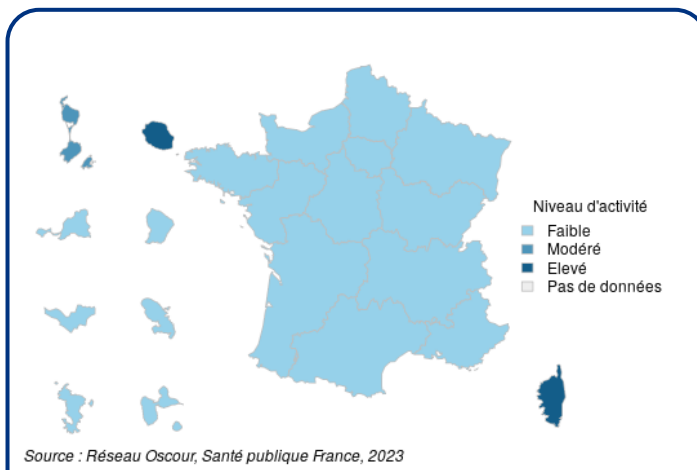 Niveau d'activité
Faible
Modéré
Elevé
Pas de données
Source : Réseau Oscour, Santé publique France, 2023